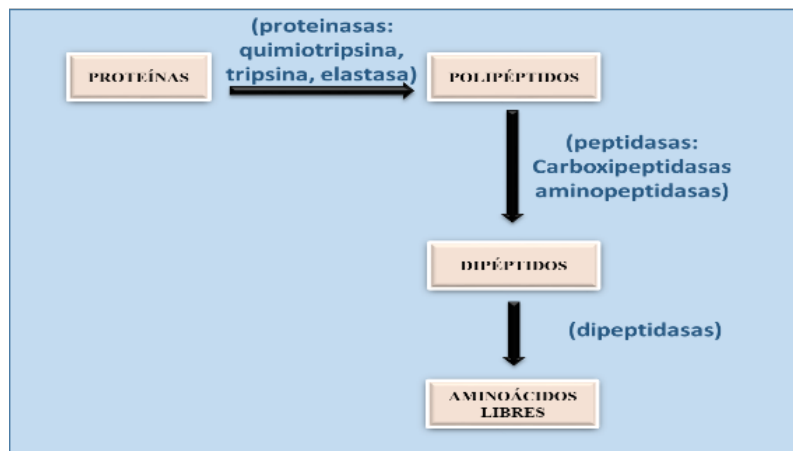 (proteinasas:
quimiotripsina,
tripsina, elastasa)
PROTEÍNAS
POLIPÉPTIDOS
(peptidasas:
Carboxipeptidasas
aminopeptidasas)
DIPÉPTIDOS
(dipeptidasas)
AMINOÁCIDOS
LIBRES